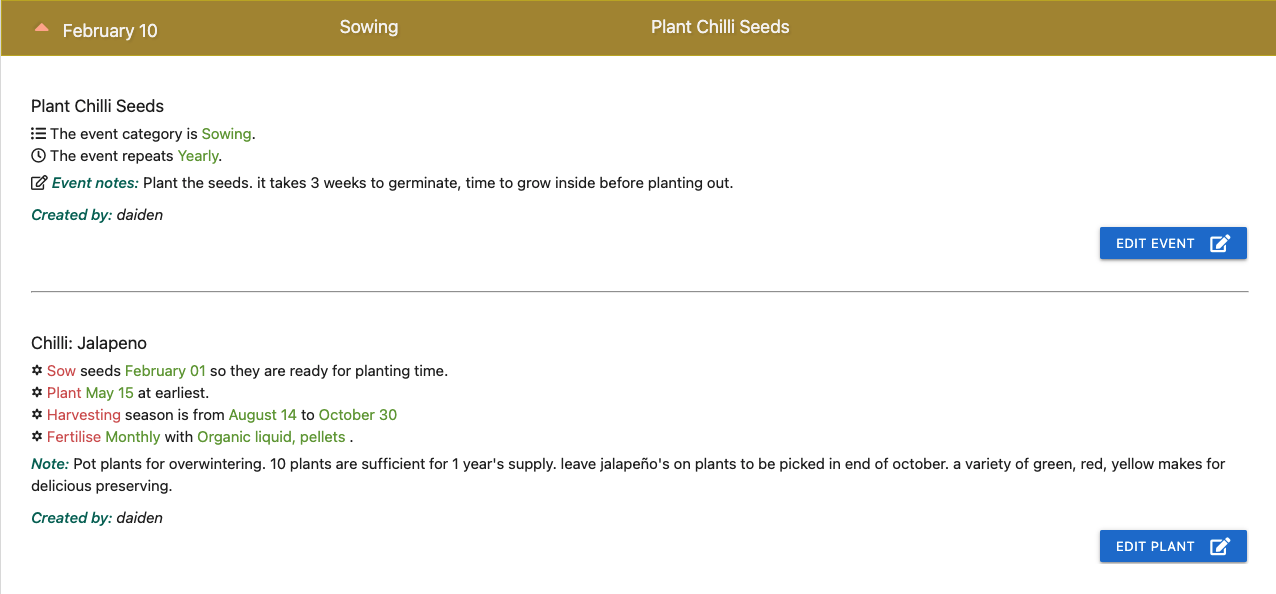 February 10 Sowing Plant Chilli Seeds
Plant Chilli Seeds
The event category is Sowing.
The event repeats Yearly.
Event notes: Plant the seeds. it takes 3 weeks to germinate, time to grow inside before planting out.
Created by: daiden
EDIT EVENT
Chilli: Jalapeno
Sow seeds February 01 so they are ready for planting time.
Plant May 15 at earliest.
Harvesting season is from August 14 to October 30
Fertilise Monthly with Organic liquid, pellets .
Note: Pot plants for overwintering. 10 plants are sufficient for 1 year's supply. leave jalapeño's on plants to be picked in end of october. a variety of green, red, yellow makes for
delicious preserving.
Created by: daiden
EDIT PLANT